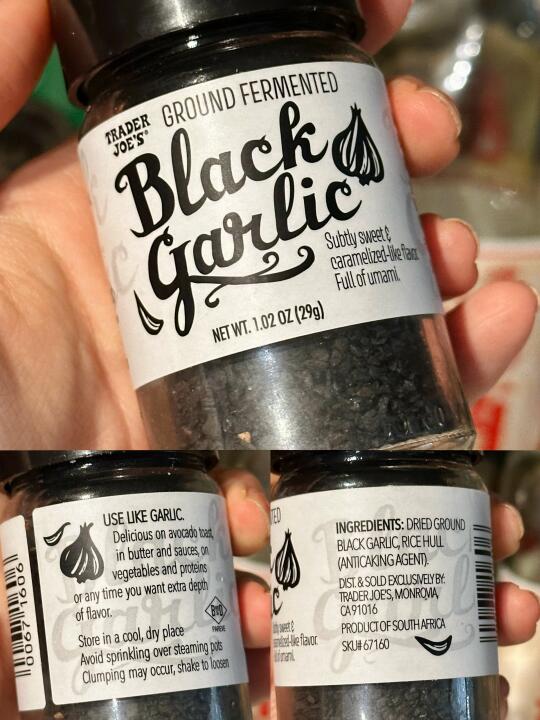 TRADER
JOE'S®
GROUND FERMENTED
Black
Garlic
Subtly sweet &
caramelized-like flavor.
Full of umami.
NET WT. 1.02 OZ (29g)
0067 1606
USE LIKE GARLIC.
Delicious on avocado toast,
in butter and sauces, on
vegetables and proteins
or any time you want extra depth
of flavor.
PAREVE
Store in a cool, dry place
Avoid sprinkling over steaming pots
Clumping may occur, shake to loosen
INGREDIENTS: DRIED GROUND
BLACK GARLIC, RICE HULL
(ANTICAKING AGENT).
DIST. & SOLD EXCLUSIVELY BY:
TRADER JOE'S, MONROVIA,
CA 91016
PRODUCT OF SOUTH AFRICA
SKU# 67160